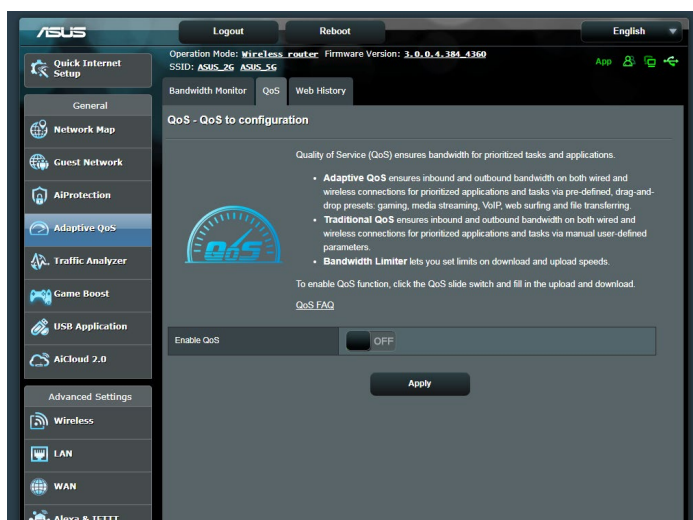 ASUS
Logout
Reboot
English
Quick Internet
Setup
General
Network Map
Guest Network
AiProtection
Adaptive QoS
Traffic Analyzer
Game Boost
USB Application
AiCloud 2.0
Advanced Settings
Wireless
LAN
WAN
Alexa & IFTTT
Operation Mode: Wireless router Firmware Version: 3.0.0.4.384_4360
SSID: ASUS_2G ASUS_5G
App
Bandwidth Monitor
QoS
Web History
QoS - QoS to configuration
QoS
Quality of Service (QoS) ensures bandwidth for prioritized tasks and applications.
• Adaptive QoS ensures inbound and outbound bandwidth on both wired and
wireless connections for prioritized applications and tasks via pre-defined, drag-and-
drop presets: gaming, media streaming, VoIP, web surfing and file transferring.
• Traditional QoS ensures inbound and outbound bandwidth on both wired and
wireless connections for prioritized applications and tasks via manual user-defined
parameters.
• Bandwidth Limiter lets you set limits on download and upload speeds.
To enable QoS function, click the QoS slide switch and fill in the upload and download.
QoS FAQ
Enable QoS
OFF
Apply